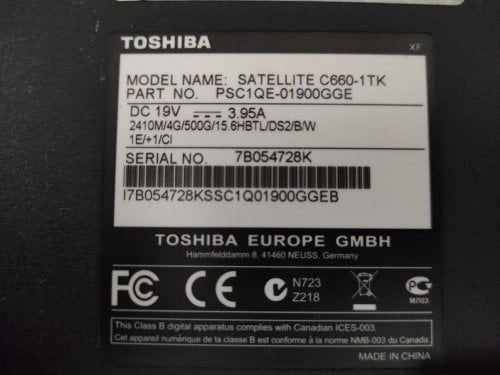 TOSHIBA
XF
MODEL NAME: SATELLITE C660-1TK
PART NO. PSC1QE-01900GGE
DC 19V 3.95A
2410M/4G/500G/15.6HBTL/DS2/B/W
1E/+1/CI
SERIAL NO. 7B054728K
I7B054728KSSC1Q01900GGEB
TOSHIBA EUROPE GMBH
Hammfelddamm 8, 41460 NEUSS, Germany
FC CE N723
Z218
This Class B digital apparatus complies with Canadian ICES-003.
Cet appareil numérique de la classe B est conforme à la norme NMB-003 du Canada.
MADE IN CHINA